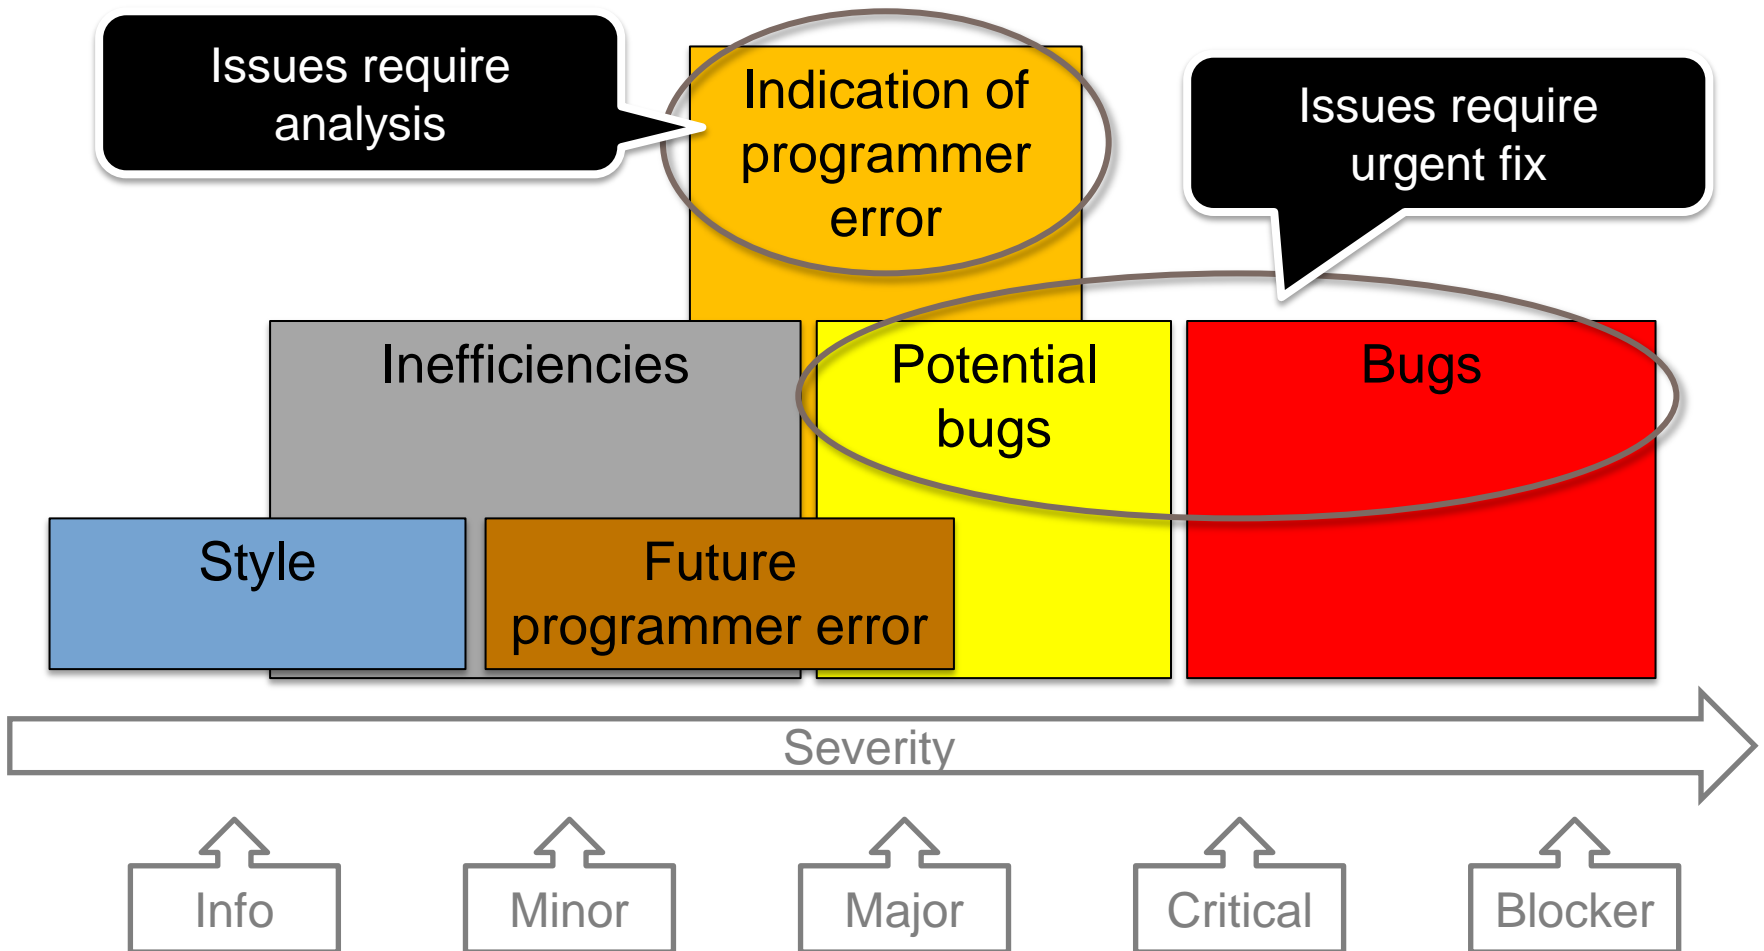 Issues require
analysis
Indication of
programmer
error
Issues require
urgent fix
Inefficiencies
Potential
bugs
Bugs
Style
Future
programmer error
Severity
Info
Minor
Major
Critical
Blocker